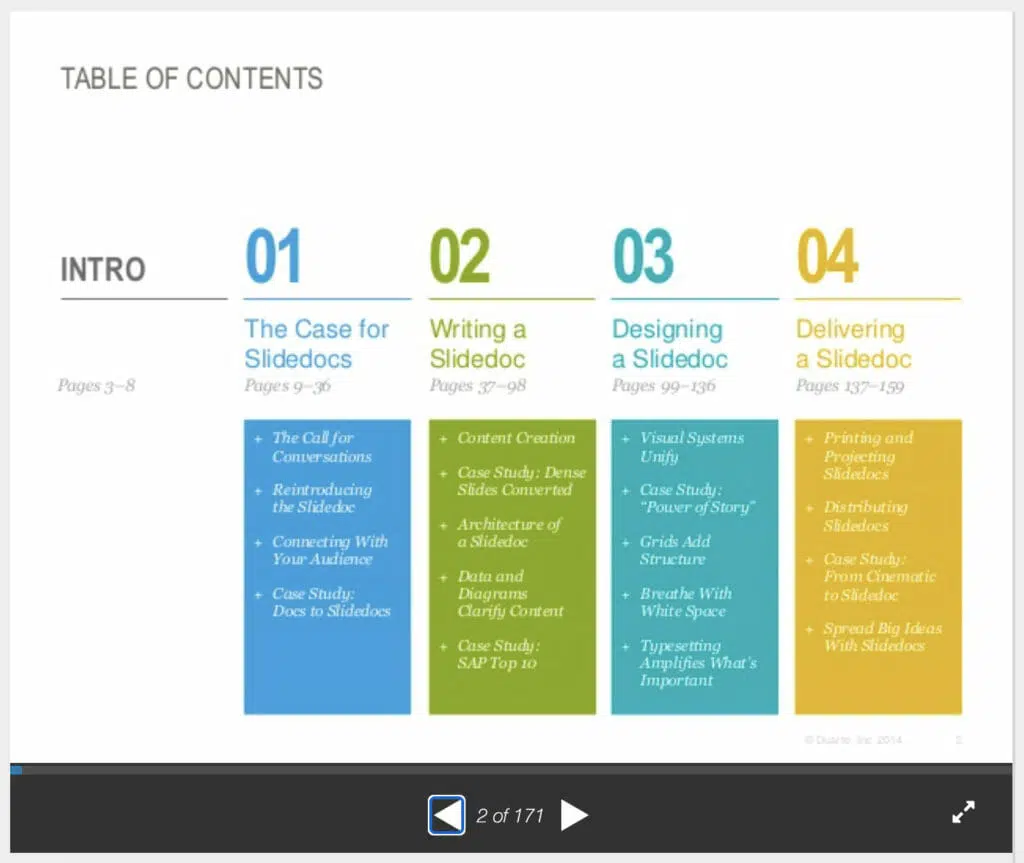 TABLE OF CONTENTS
INTRO
Pages 3–8
01
The Case for
Slidedocs
Pages 9–36
+ The Call for
Conversations
+ Reintroducing
the Slidedoc
+ Connecting With
Your Audience
+ Case Study:
Docs to Slidedocs
02
Writing a
Slidedoc
Pages 37–98
+ Content Creation
+ Case Study: Dense
Slides Converted
+ Architecture of
a Slidedoc
+ Data and
Diagrams
Clarify Content
+ Case Study:
SAP Top 10
03
Designing
a Slidedoc
Pages 99–136
+ Visual Systems
Unify
+ Case Study:
“Power of Story”
+ Grids Add
Structure
+ Breathe With
White Space
+ Typesetting
Amplifies What’s
Important
04
Delivering
a Slidedoc
Pages 137–159
+ Printing and
Projecting
Slidedocs
+ Distributing
Slidedocs
+ Case Study:
From Cinematic
to Slidedoc
+ Spread Big Ideas
With Slidedocs
© Duarte, Inc. 2014
2 of 171